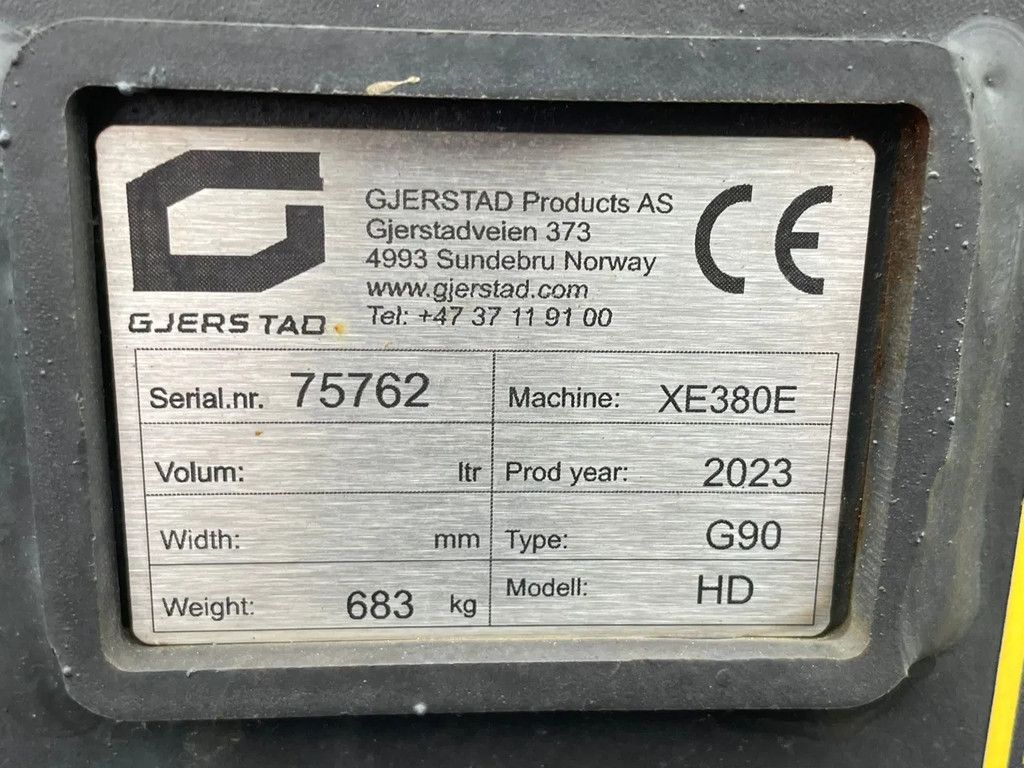 GJERSTAD
GJERSTAD Products AS
Gjerstadveien 373
4993 Sundebru Norway
www.gjerstad.com
Tel: +47 37 11 91 00
CE
Serial.nr. 75762 Machine: XE380E
Volum: ltr Prod year: 2023
Width: mm Type: G90
Weight: 683 kg Modell: HD